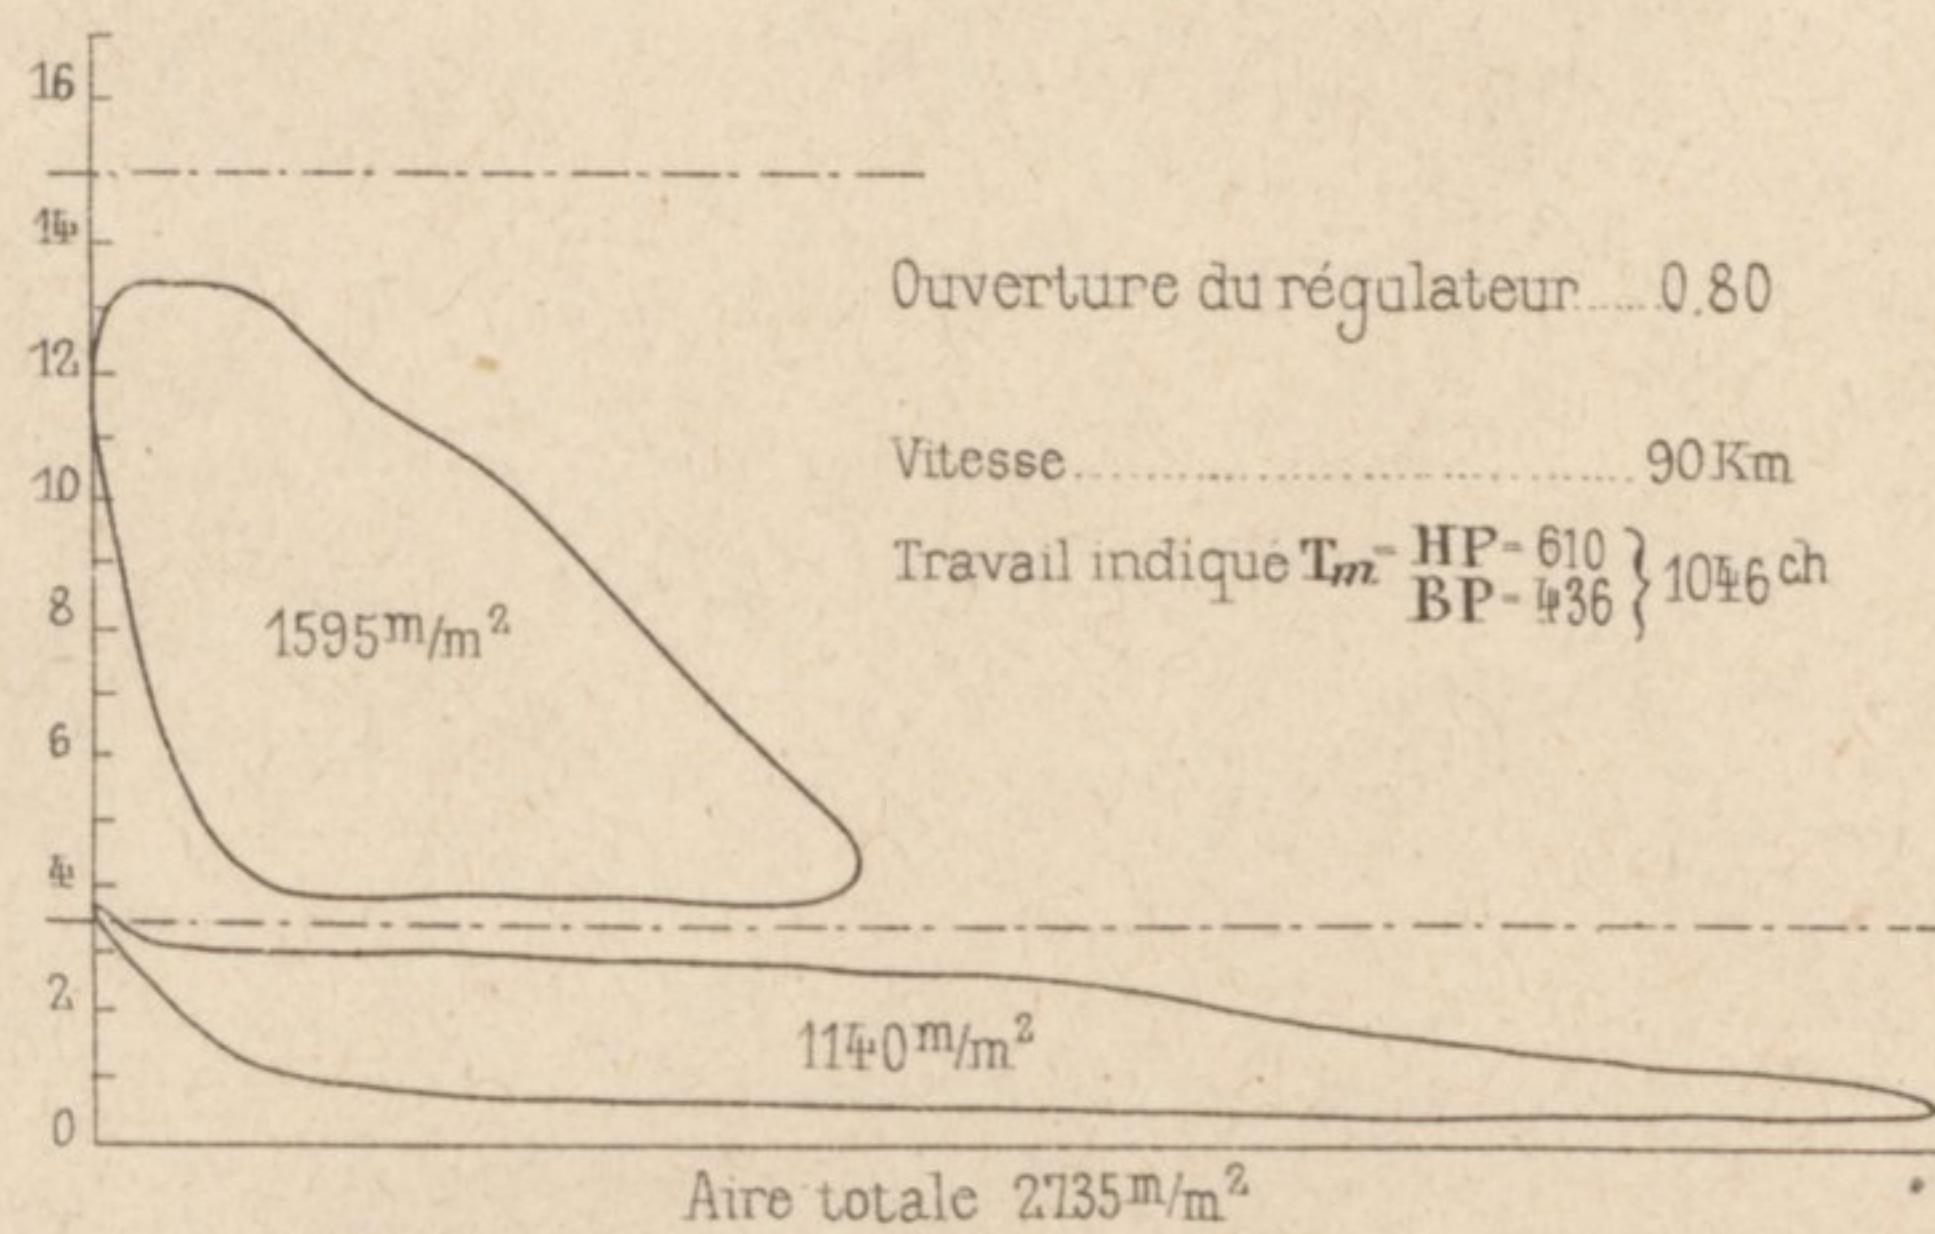 16
14
12
10
8
6
4
2
0
Ouverture du régulateur.....0,80
Vitesse..............................90 Km
Travail indiqué Tm = HP = 610
BP = 436 } 1046 ch
1595 m/m²
1140 m/m²
Aire totale 2735 m/m²